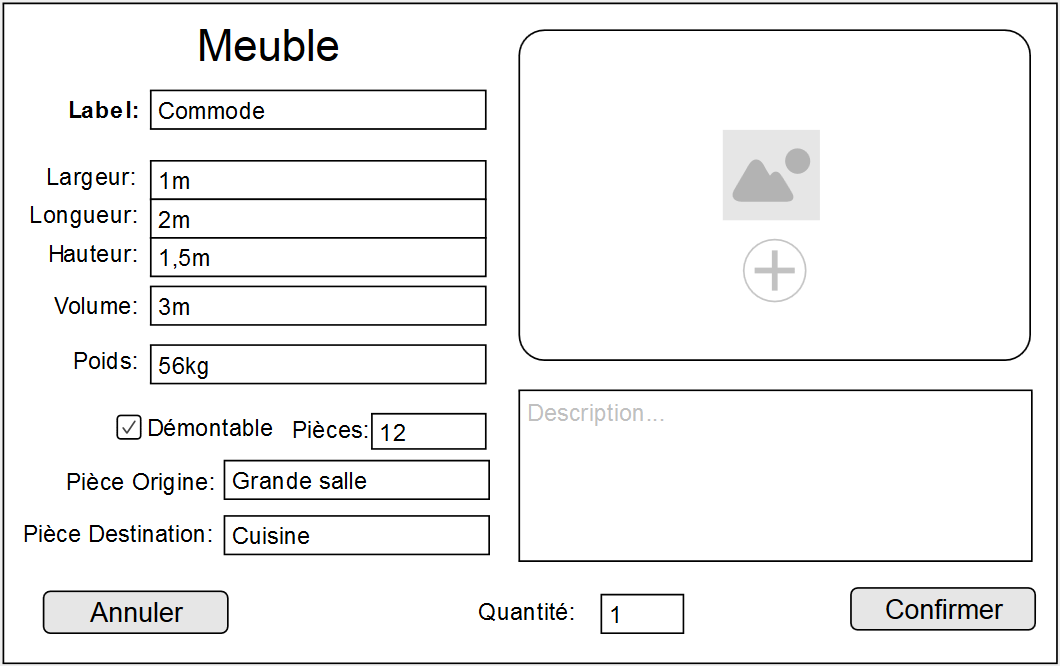 Meuble
Label: Commode
Largeur: 1m
Longueur: 2m
Hauteur: 1,5m
Volume: 3m
Poids: 56kg
Démontable Pièces: 12
Pièce Origine: Grande salle
Pièce Destination: Cuisine
Description...
Annuler
Quantité: 1
Confirmer